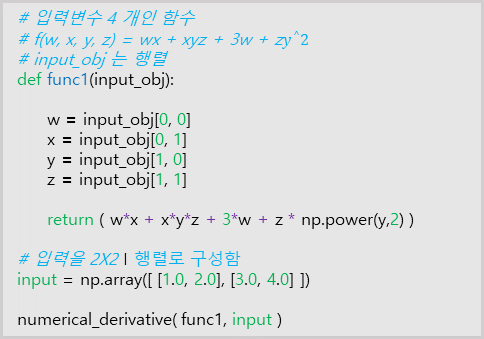 # 입력변수 4 개인 함수
# f(w, x, y, z) = wx + xyz + 3w + zy^2
# input_obj 는 행렬
def func1(input_obj):
w = input_obj[0, 0]
x = input_obj[0, 1]
y = input_obj[1, 0]
z = input_obj[1, 1]
return ( w*x + x*y*z + 3*w + z * np.power(y,2) )
# 입력을 2X2 I 행렬로 구성함
input = np.array([ [1.0, 2.0], [3.0, 4.0] ])
numerical_derivative( func1, input )